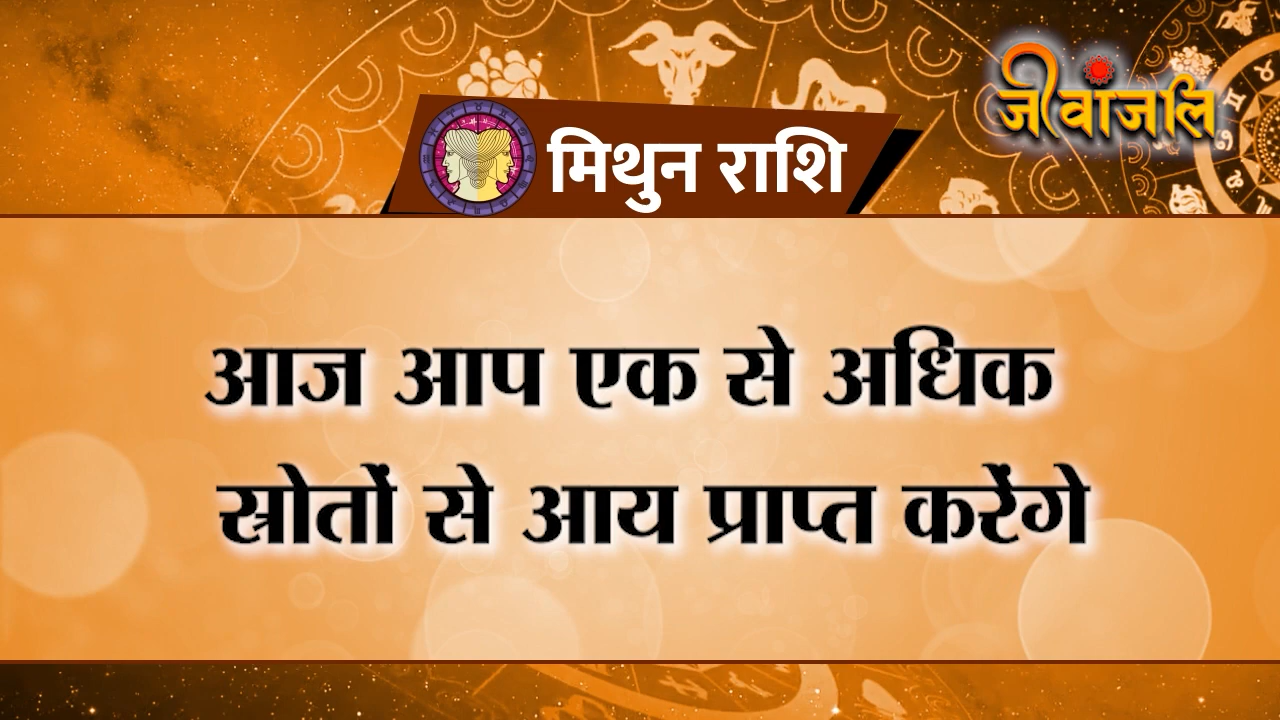 जीवांजलि
मिथुन राशि
आज आप एक से अधिक
स्रोतों से आय प्राप्त करेंगे